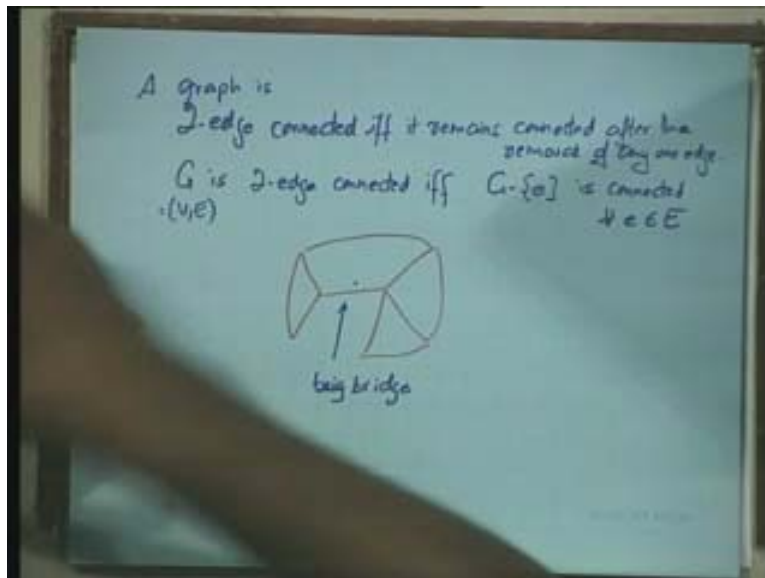 A graph is
2-edge connected iff it remains connected after the
removal of any one edge.
G is 2-edge connected iff G-{e} is connected
=(V,E) ∀ e ∈ E
bridge